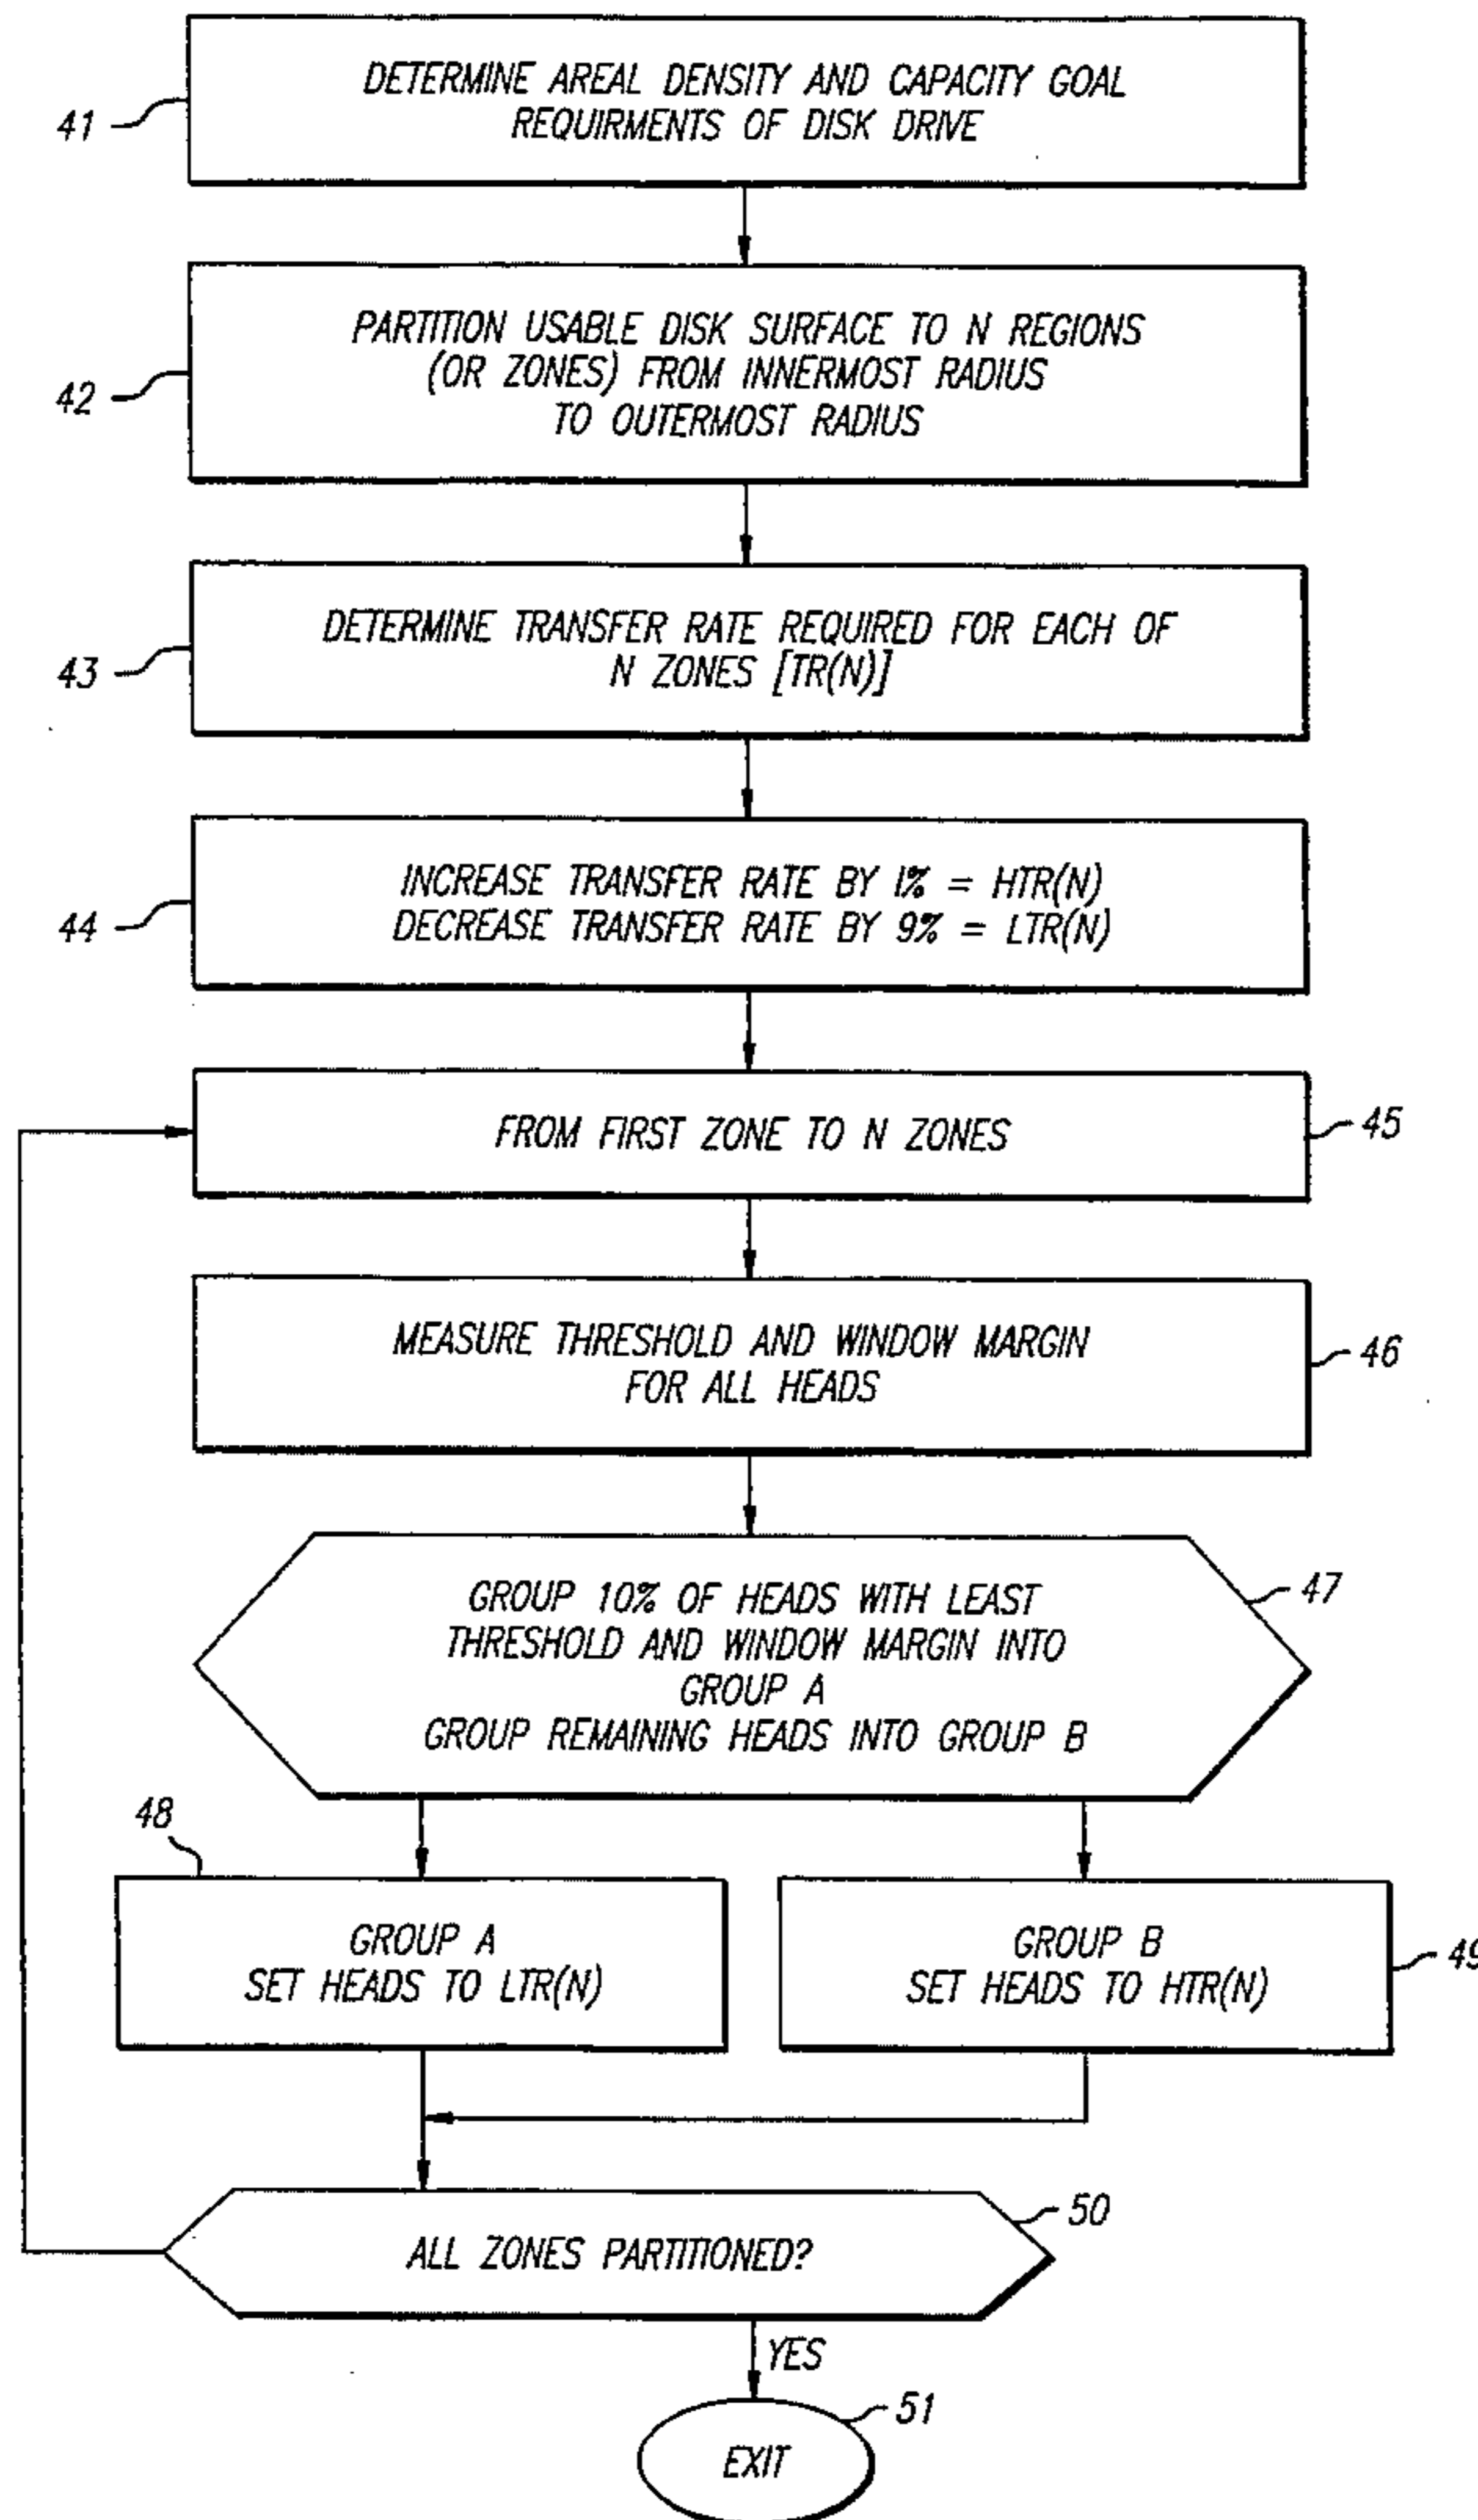 DETERMINE AREAL DENSITY AND CAPACITY GOAL
REQUIRMENTS OF DISK DRIVE
41
PARTITION USABLE DISK SURFACE TO N REGIONS
(OR ZONES) FROM INNERMOST RADIUS
TO OUTERMOST RADIUS
42
DETERMINE TRANSFER RATE REQUIRED FOR EACH OF
N ZONES [TR(N)]
43
INCREASE TRANSFER RATE BY 1% = HTR(N)
DECREASE TRANSFER RATE BY 9% = LTR(N)
44
FROM FIRST ZONE TO N ZONES
45
MEASURE THRESHOLD AND WINDOW MARGIN
FOR ALL HEADS
46
GROUP 10% OF HEADS WITH LEAST
THRESHOLD AND WINDOW MARGIN INTO
GROUP A
GROUP REMAINING HEADS INTO GROUP B
47
48
GROUP A
SET HEADS TO LTR(N)
GROUP B
SET HEADS TO HTR(N)
49
ALL ZONES PARTITIONED?
50
YES
51
EXIT